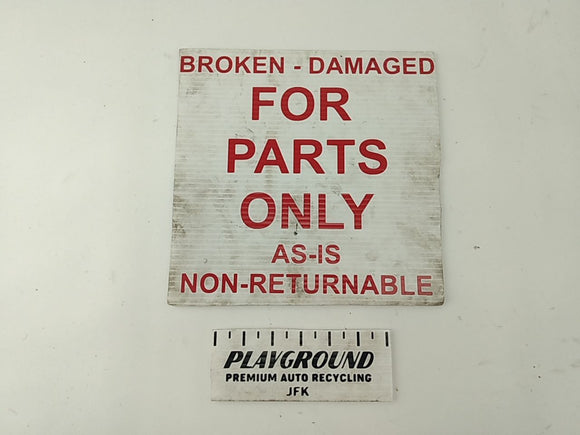 BROKEN - DAMAGED
FOR
PARTS
ONLY
AS-IS
NON-RETURNABLE
PLAYGROUND
PREMIUM AUTO RECYCLING
JFK